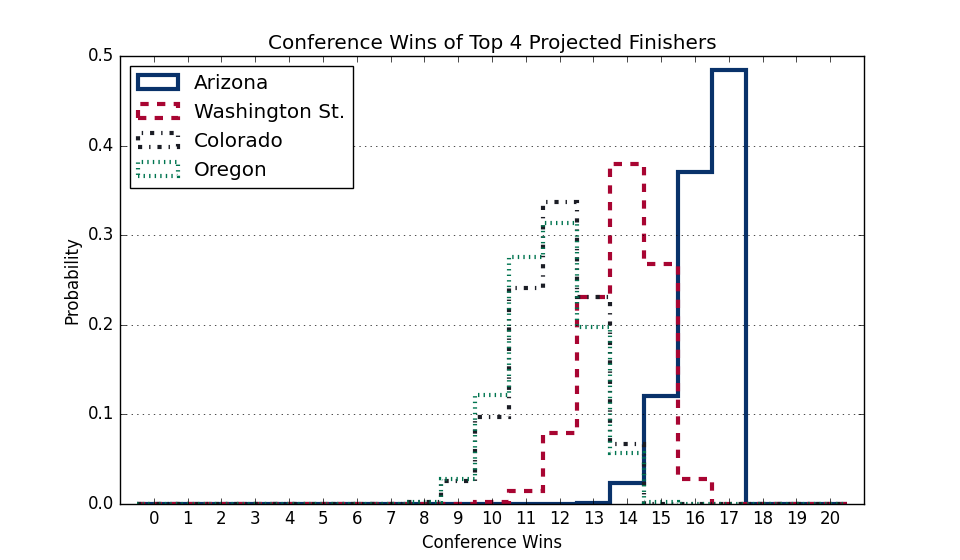 Conference Wins of Top 4 Projected Finishers
0.5
0.4
0.3
0.2
0.1
0.0
Probability
Arizona
Washington St.
Colorado
Oregon
0 1 2 3 4 5 6 7 8 9 10 11 12 13 14 15 16 17 18 19 20
Conference Wins